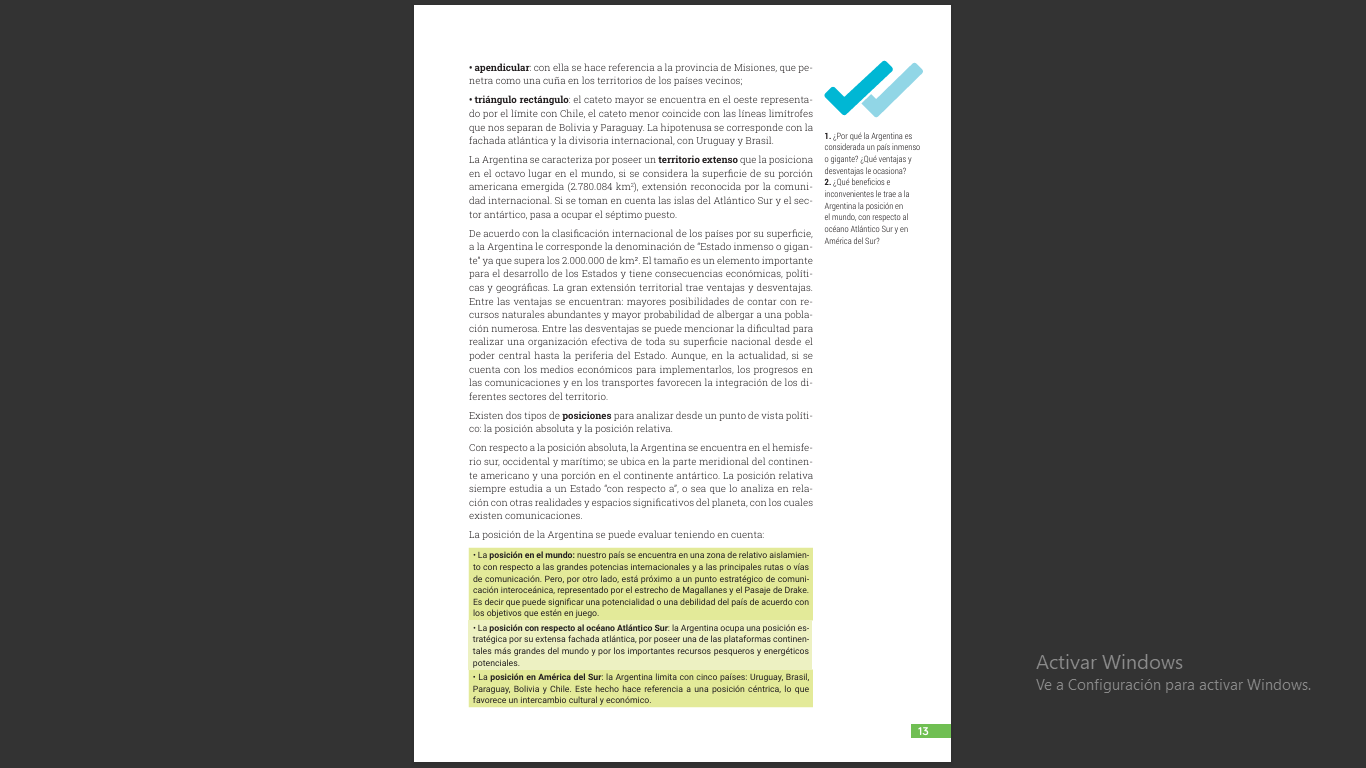 • apendicular: con ella se hace referencia a la provincia de Misiones, que pe-
netra como una cuña en los territorios de los países vecinos;
• triángulo rectángulo: el cateto mayor se encuentra en el oeste representa-
do por el límite con Chile, el cateto menor coincide con las líneas limítrofes
que nos separan de Bolivia y Paraguay. La hipotenusa se corresponde con la
fachada atlántica y la divisoria internacional, con Uruguay y Brasil.
La Argentina se caracteriza por poseer un territorio extenso que la posiciona
en el octavo lugar en el mundo, si se considera la superficie de su porción
americana emergida (2.780.084 km²), extensión reconocida por la comuni-
dad internacional. Si se toman en cuenta las islas del Atlántico Sur y el sec-
tor antártico, pasa a ocupar el séptimo puesto.
De acuerdo con la clasificación internacional de los países por su superficie,
a la Argentina le corresponde la denominación de “Estado inmenso o gigan-
te” ya que supera los 2.000.000 de km². El tamaño es un elemento importante
para el desarrollo de los Estados y tiene consecuencias económicas, políti-
cas y geográficas. La gran extensión territorial trae ventajas y desventajas.
Entre las ventajas se encuentran: mayores posibilidades de contar con re-
cursos naturales abundantes y mayor probabilidad de albergar a una pobla-
ción numerosa. Entre las desventajas se puede mencionar la dificultad para
realizar una organización efectiva de toda su superficie nacional desde el
poder central hasta la periferia del Estado. Aunque, en la actualidad, si se
cuenta con los medios económicos para implementarlos, los progresos en
las comunicaciones y en los transportes favorecen la integración de los di-
ferentes sectores del territorio.
Existen dos tipos de posiciones para analizar desde un punto de vista políti-
co: la posición absoluta y la posición relativa.
Con respecto a la posición absoluta, la Argentina se encuentra en el hemisfe-
rio sur, occidental y marítimo; se ubica en la parte meridional del continen-
te americano y una porción en el continente antártico. La posición relativa
siempre estudia a un Estado “con respecto a”, o sea que lo analiza en rela-
ción con otras realidades y espacios significativos del planeta, con los cuales
existen comunicaciones.
La posición de la Argentina se puede evaluar teniendo en cuenta:
• La posición en el mundo: nuestro país se encuentra en una zona de relativo aislamien-
to con respecto a las grandes potencias internacionales y a las principales rutas o vías
de comunicación. Pero, por otro lado, está próximo a un punto estratégico de comuni-
cación interoceánica, representado por el estrecho de Magallanes y el Pasaje de Drake.
Es decir que puede significar una potencialidad o una debilidad del país de acuerdo con
los objetivos que estén en juego.
• La posición con respecto al océano Atlántico Sur: la Argentina ocupa una posición es-
tratégica por su extensa fachada atlántica, por poseer una de las plataformas continen-
tales más grandes del mundo y por los importantes recursos pesqueros y energéticos
potenciales.
• La posición en América del Sur: la Argentina limita con cinco países: Uruguay, Brasil,
Paraguay, Bolivia y Chile. Este hecho hace referencia a una posición céntrica, lo que
favorece un intercambio cultural y económico.
1. ¿Por qué la Argentina es
considerada un país inmenso
o gigante? ¿Qué ventajas y
desventajas le ocasiona?
2. ¿Qué beneficios e
inconvenientes le trae a la
Argentina la posición en
el mundo, con respecto al
océano Atlántico Sur y en
América del Sur?
13
Activar Windows
Ve a Configuración para activar Windows.